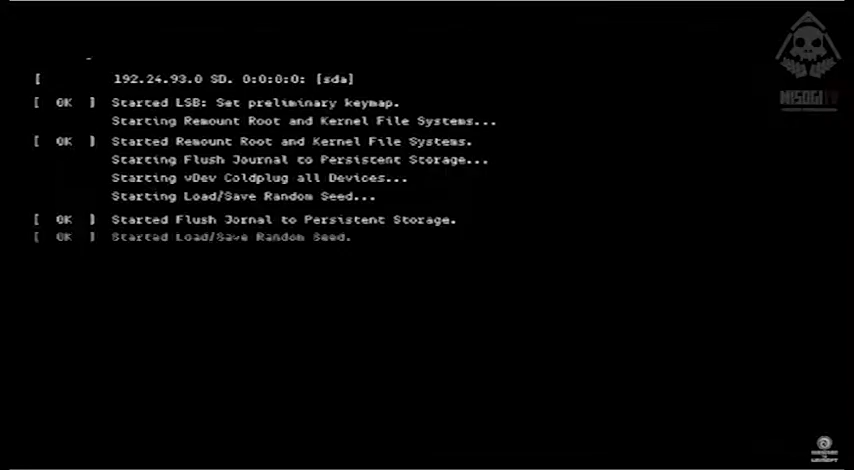 [ 192.24.93.0 SD. 0:0:0:0: [sda]
[ OK ] Started LSB: Set preliminary keymap.
Starting Remount Root and Kernel File Systems...
[ OK ] Started Remount Root and Kernel File Systems.
Starting Flush Journal to Persistent Storage...
Starting vDev Coldplug all Devices...
Starting Load/Save Random Seed...
[ OK ] Started Flush Jornal to Persistent Storage.
[ OK ] Started Load/Save Random Seed.
MISOGITV